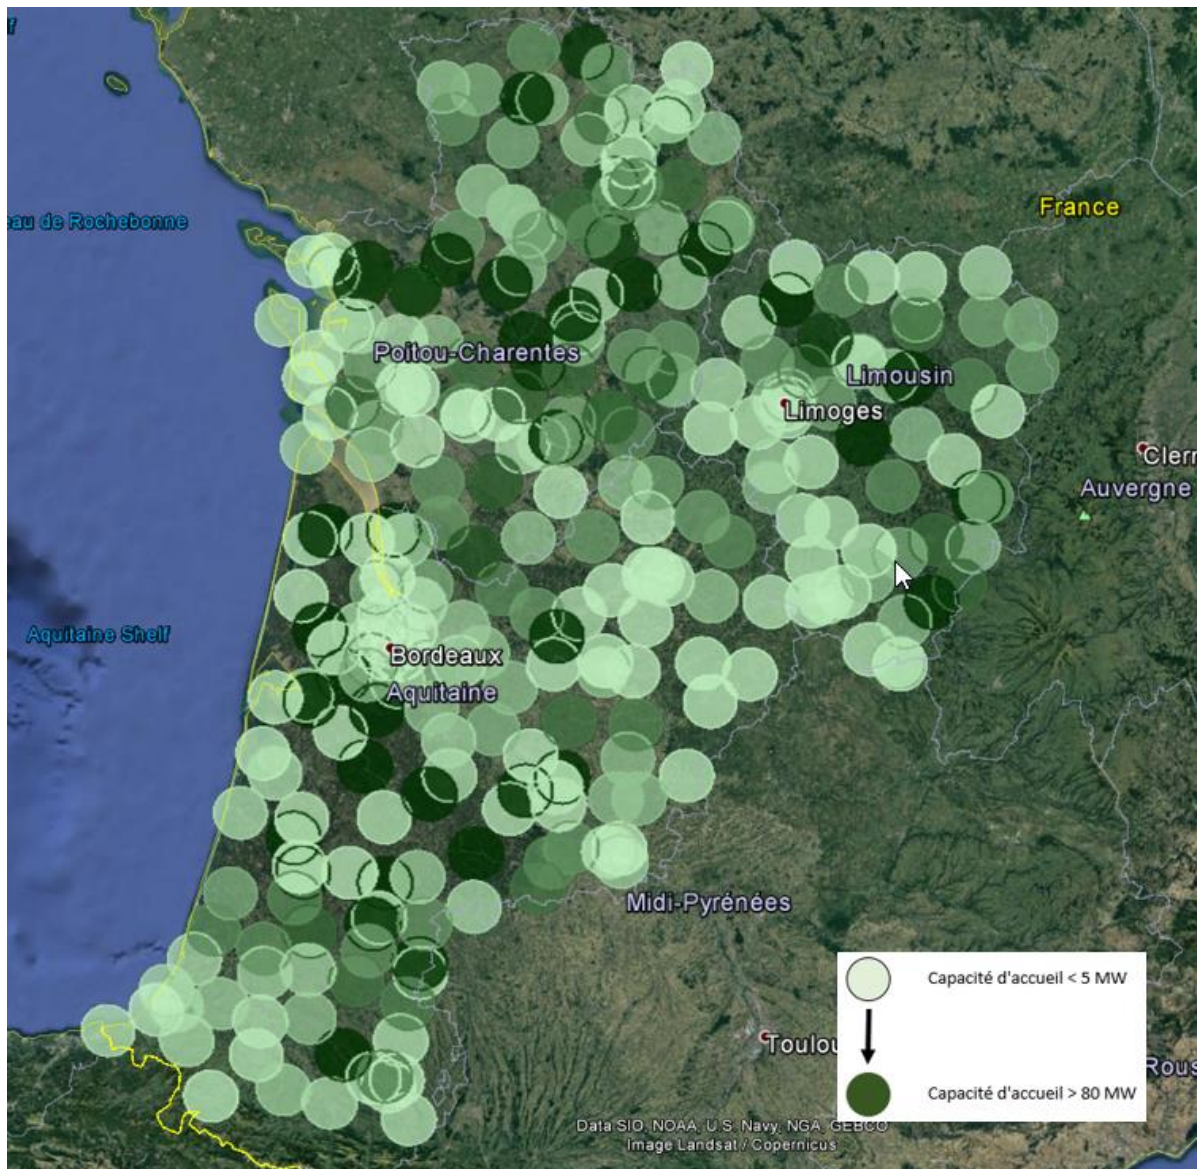 eau de Rochebonne
France
Poitou-Charentes
Limousin
Limoges
Clerr
Auvergne
Aquitaine Shelf
Bordeaux
Aquitaine
Midi-Pyrénées
Capacité d'accueil < 5 MW
Toulou
Rous
Capacité d'accueil > 80 MW
Data SIO, NOAA, U.S. Navy, NGA, GEBCO
Image Landsat / Copernicus